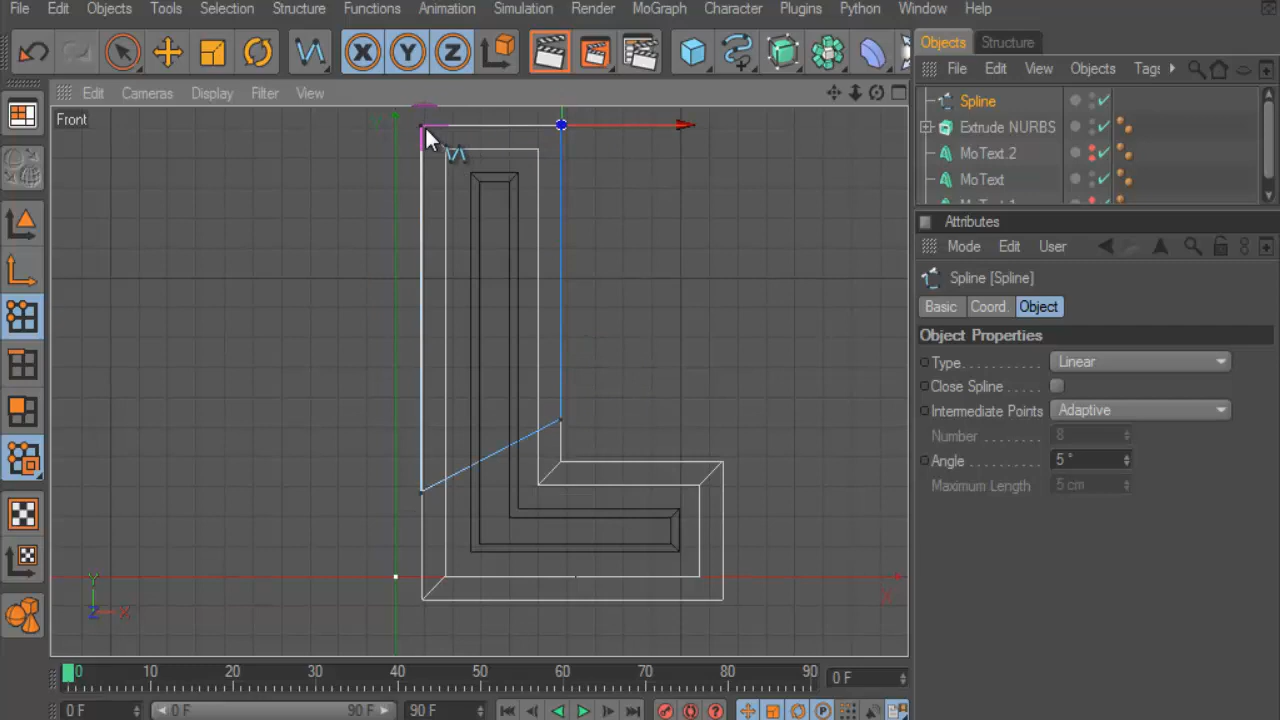 File Edit Objects Tools Selection Structure Functions Animation Simulation Render MoGraph Character Plugins Python Window Help
X Y Z
Objects Structure
File Edit View Objects Tags
Edit Cameras Display Filter View
Front
Spline
Extrude NURBS
MoText.2
MoText
Attributes
Mode Edit User
Spline [Spline]
Basic Coord. Object
Object Properties
Type Linear
Close Spline
Intermediate Points Adaptive
Number 8
Angle 5 °
Maximum Length 5 cm
Y
Z X
0 10 20 30 40 50 60 70 80 90 0 F
0 F 0 F 90 F 90 F